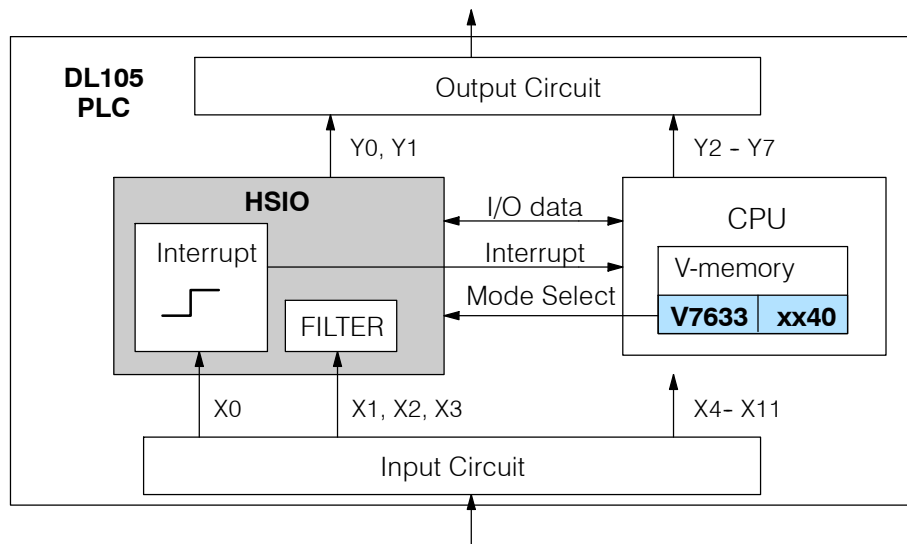 DL105
PLC
Output Circuit
Y0, Y1
Y2 - Y7
HSIO
I/O data
CPU
Interrupt
Interrupt
V-memory
Mode Select
V7633
xx40
FILTER
X0
X1, X2, X3
X4- X11
Input Circuit